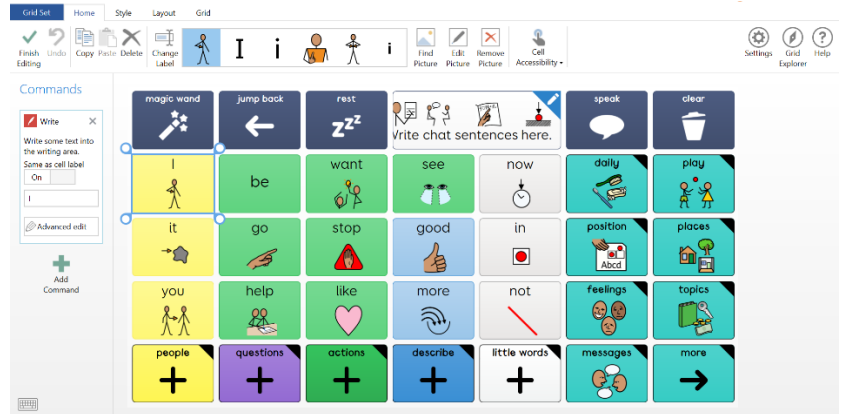 Grid Set Home Style Layout Grid
Finish Editing
Undo
Copy
Paste
Delete
Change Label
I
i
i
Find Picture
Edit Picture
Remove Picture
Cell Accessibility
Settings
Grid Explorer
Help
Commands
Write
Write some text into
the writing area.
Same as cell label
On
I
Advanced edit
Add
Command
magic wand
jump back
rest
zzz
Write chat sentences here.
speak
clear
I
be
want
see
now
daily
play
it
go
stop
good
in
position
Abcd
places
you
help
like
more
not
feelings
topics
people
questions
actions
describe
little words
messages
more